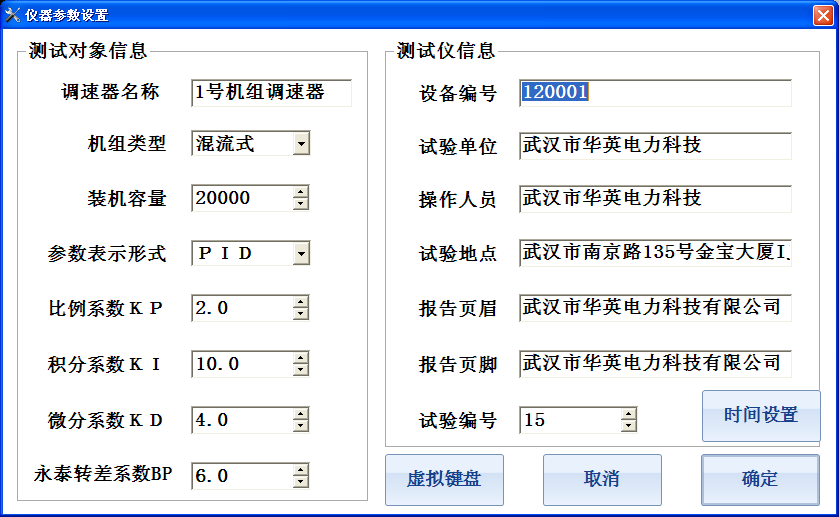 仪器参数设置
测试对象信息
调速器名称 1号机组调速器
机组类型 混流式
装机容量 20000
参数表示形式 ＰＩＤ
比例系数ＫＰ 2.0
积分系数ＫＩ 10.0
微分系数ＫＤ 4.0
永泰转差系数BP 6.0
测试仪信息
设备编号 120001
试验单位 武汉市华英电力科技
操作人员 武汉市华英电力科技
试验地点 武汉市南京路135号金宝大厦I
报告页眉 武汉市华英电力科技有限公司
报告页脚 武汉市华英电力科技有限公司
试验编号 15
时间设置
虚拟键盘 取消 确定